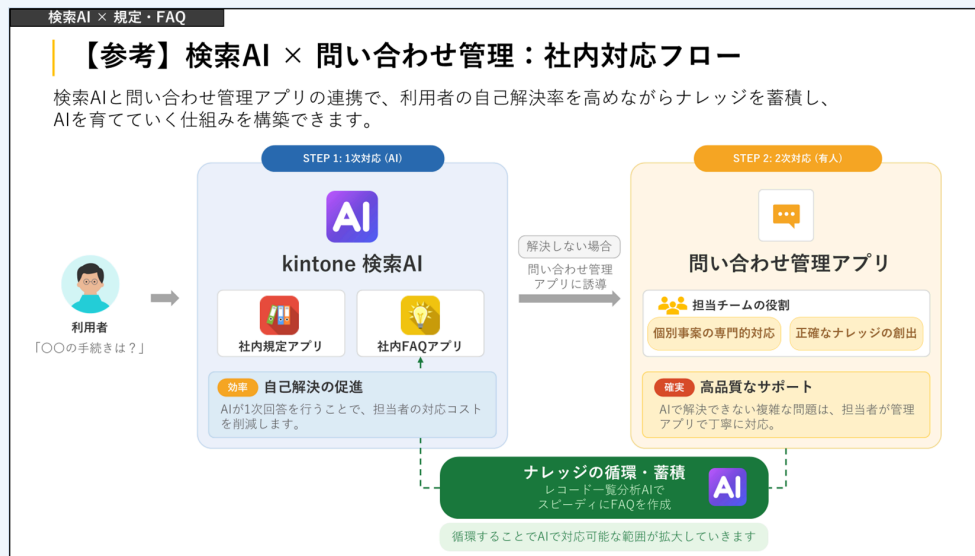 検索AI × 規定・FAQ
【参考】検索AI × 問い合わせ管理：社内対応フロー
検索AIと問い合わせ管理アプリの連携で、利用者の自己解決率を高めながらナレッジを蓄積し、
AIを育てていく仕組みを構築できます。
利用者
「〇〇の手続きは？」
STEP 1: 1次対応 (AI)
AI
kintone 検索AI
社内規定アプリ
社内FAQアプリ
効率 自己解決の促進
AIが1次回答を行うことで、担当者の対応コスト
を削減します。
解決しない場合
問い合わせ管理
アプリに誘導
STEP 2: 2次対応 (有人)
問い合わせ管理アプリ
担当チームの役割
個別事案の専門的対応
正確なナレッジの創出
確実 高品質なサポート
AIで解決できない複雑な問題は、担当者が管理
アプリで丁寧に対応。
ナレッジの循環・蓄積
レコード一覧分析AIで
スピーディにFAQを作成
AI
循環することでAIで対応可能な範囲が拡大していきます